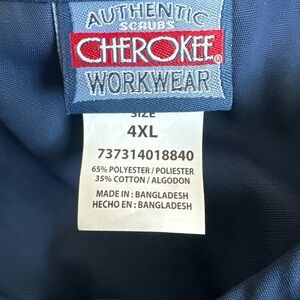 AUTHENTIC
SCRUBS
CHEROKEE®
WORKWEAR
SIZE
4XL
737314018840
65% POLYESTER / POLIESTER
35% COTTON / ALGODON
MADE IN : BANGLADESH
HECHO EN : BANGLADESH